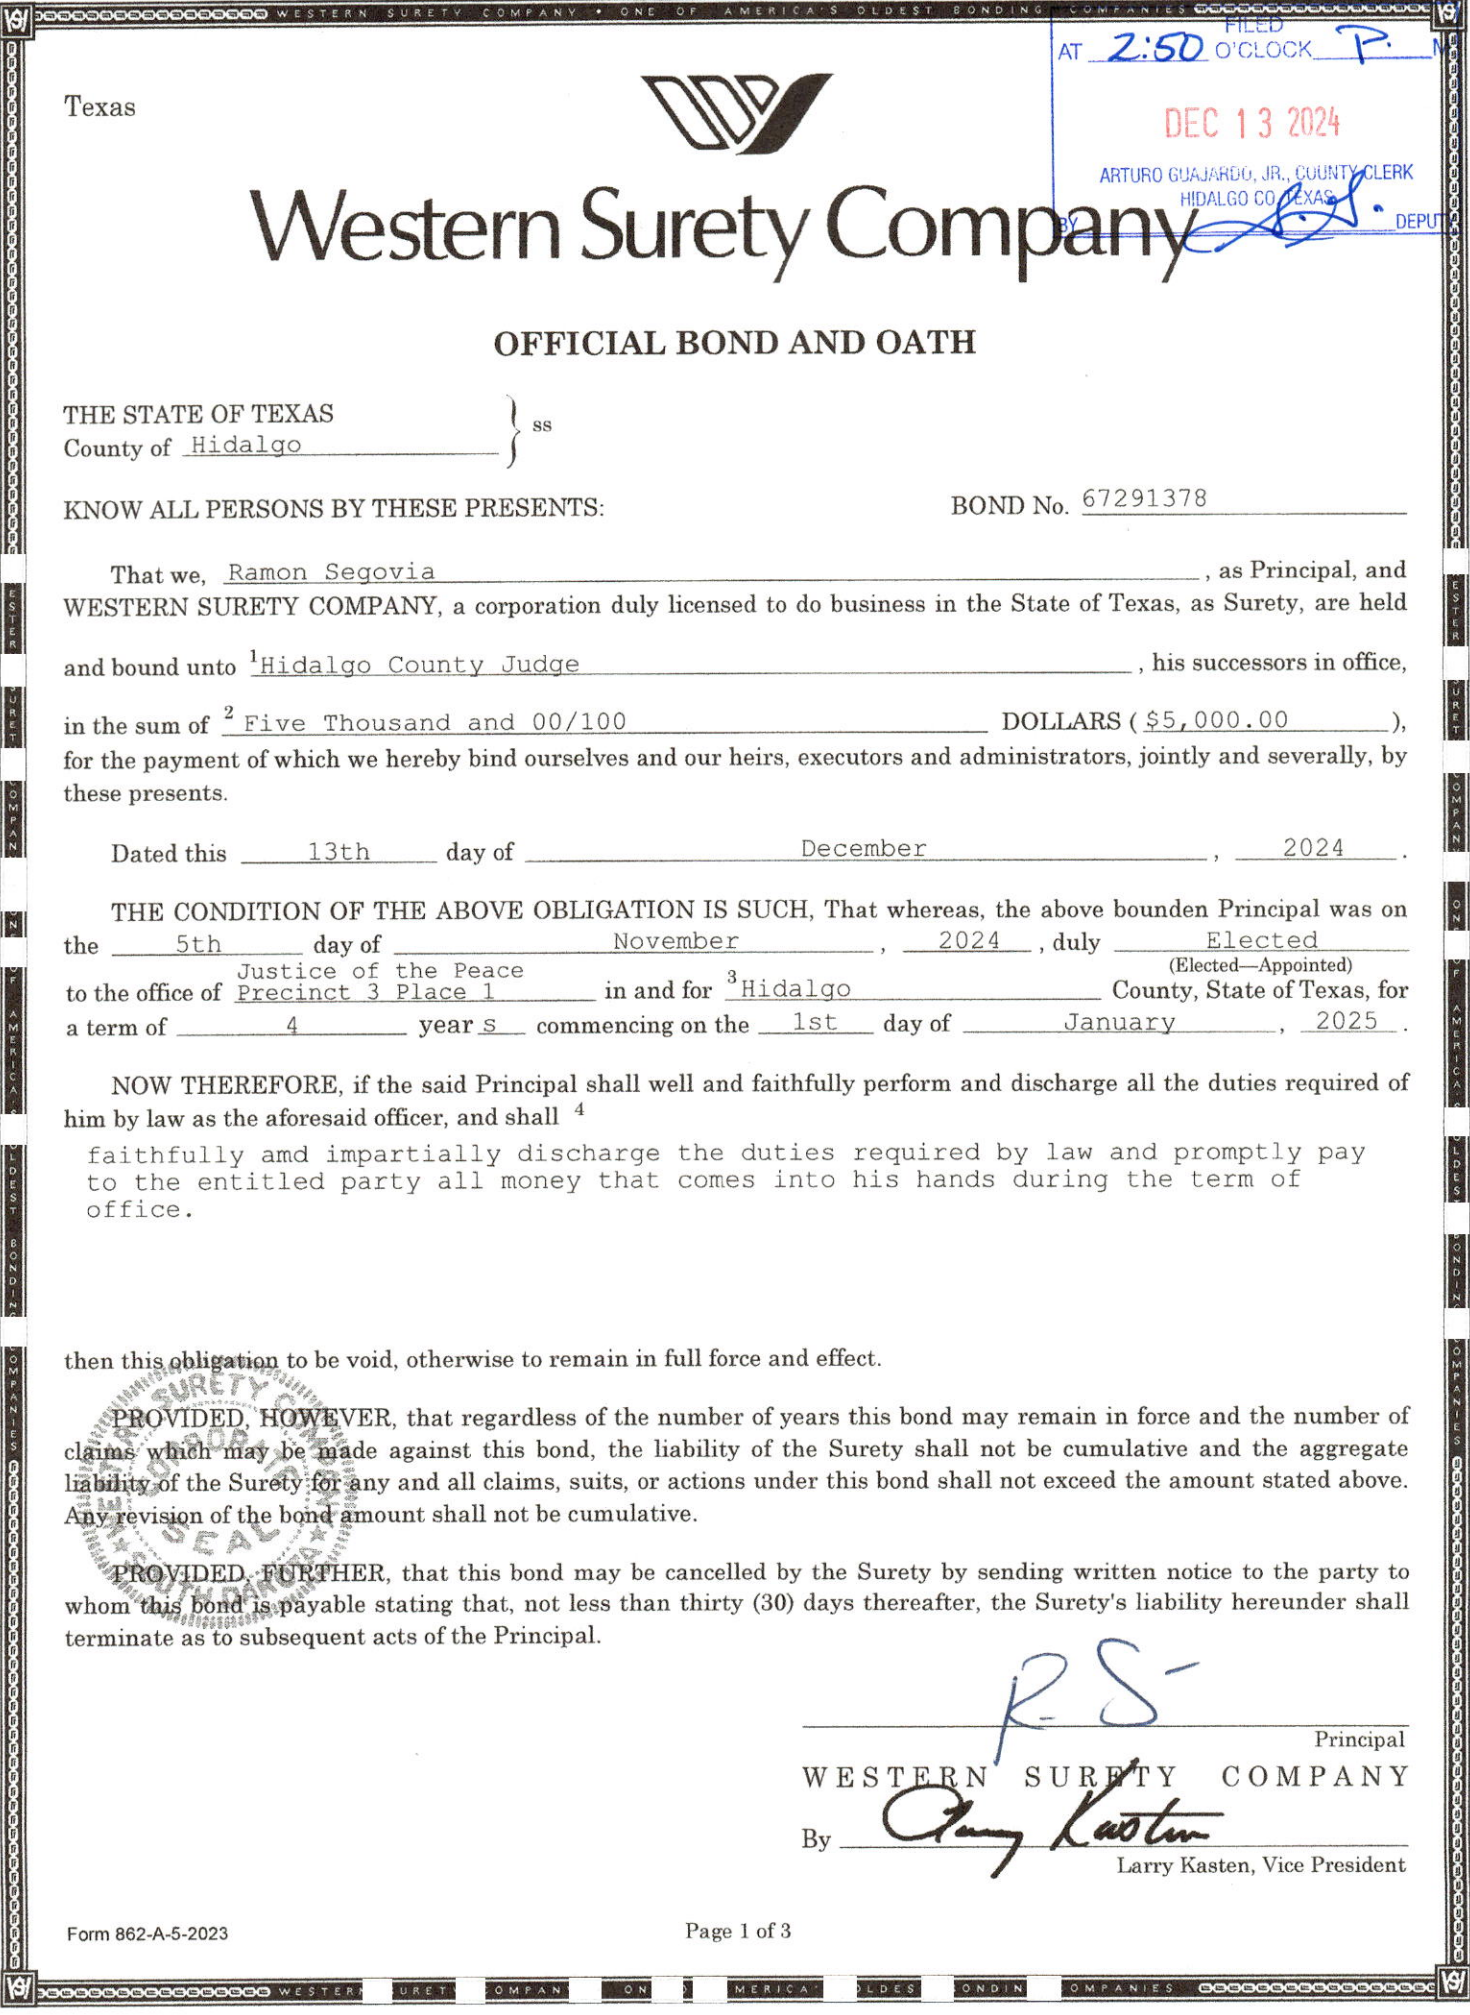 WESTERN SURETY COMPANY • ONE OF AMERICA'S OLDEST BONDING COMPANIES
FILED
AT 2:50 O'CLOCK P. M
DEC 13 2024
ARTURO GUAJARDO, JR., COUNTY CLERK
HIDALGO CO, TEXAS
BY DEPUT
Texas
Western Surety Company
OFFICIAL BOND AND OATH
THE STATE OF TEXAS
County of Hidalgo } ss
KNOW ALL PERSONS BY THESE PRESENTS: BOND No. 67291378
That we, Ramon Segovia, as Principal, and
WESTERN SURETY COMPANY, a corporation duly licensed to do business in the State of Texas, as Surety, are held
and bound unto 1 Hidalgo County Judge, his successors in office,
in the sum of 2 Five Thousand and 00/100 DOLLARS ( $5,000.00 ),
for the payment of which we hereby bind ourselves and our heirs, executors and administrators, jointly and severally, by
these presents.
Dated this 13th day of December, 2024.
THE CONDITION OF THE ABOVE OBLIGATION IS SUCH, That whereas, the above bounden Principal was on
the 5th day of November, 2024, duly Elected
(Elected—Appointed)
Justice of the Peace
to the office of Precinct 3 Place 1 in and for 3 Hidalgo County, State of Texas, for
a term of 4 year s commencing on the 1st day of January, 2025.
NOW THEREFORE, if the said Principal shall well and faithfully perform and discharge all the duties required of
him by law as the aforesaid officer, and shall 4
faithfully amd impartially discharge the duties required by law and promptly pay
to the entitled party all money that comes into his hands during the term of
office.
then this obligation to be void, otherwise to remain in full force and effect.
PROVIDED, HOWEVER, that regardless of the number of years this bond may remain in force and the number of
claims which may be made against this bond, the liability of the Surety shall not be cumulative and the aggregate
liability of the Surety for any and all claims, suits, or actions under this bond shall not exceed the amount stated above.
Any revision of the bond amount shall not be cumulative.
PROVIDED, FURTHER, that this bond may be cancelled by the Surety by sending written notice to the party to
whom this bond is payable stating that, not less than thirty (30) days thereafter, the Surety's liability hereunder shall
terminate as to subsequent acts of the Principal.
WESTERN SURETY COMPANY
CORPORATE
SEAL
SOUTH DAKOTA
R S
Principal
WESTERN SURETY COMPANY
By Larry Kasten
Larry Kasten, Vice President
Form 862-A-5-2023
Page 1 of 3